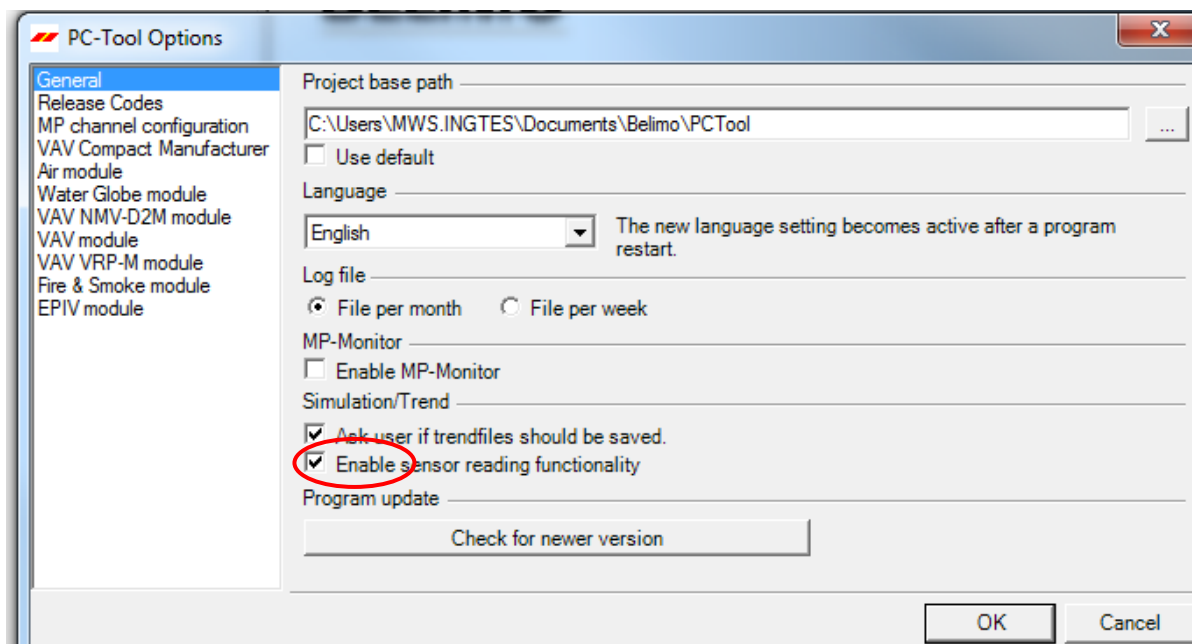 PC-Tool Options
General
Release Codes
MP channel configuration
VAV Compact Manufacturer
Air module
Water Globe module
VAV NMV-D2M module
VAV module
VAV VRP-M module
Fire & Smoke module
EPIV module
Project base path
C:\Users\MWS.INGTES\Documents\Belimo\PCTool
...
Use default
Language
English
The new language setting becomes active after a program
restart.
Log file
File per month
File per week
MP-Monitor
Enable MP-Monitor
Simulation/Trend
Ask user if trendfiles should be saved.
Enable sensor reading functionality
Program update
Check for newer version
OK
Cancel